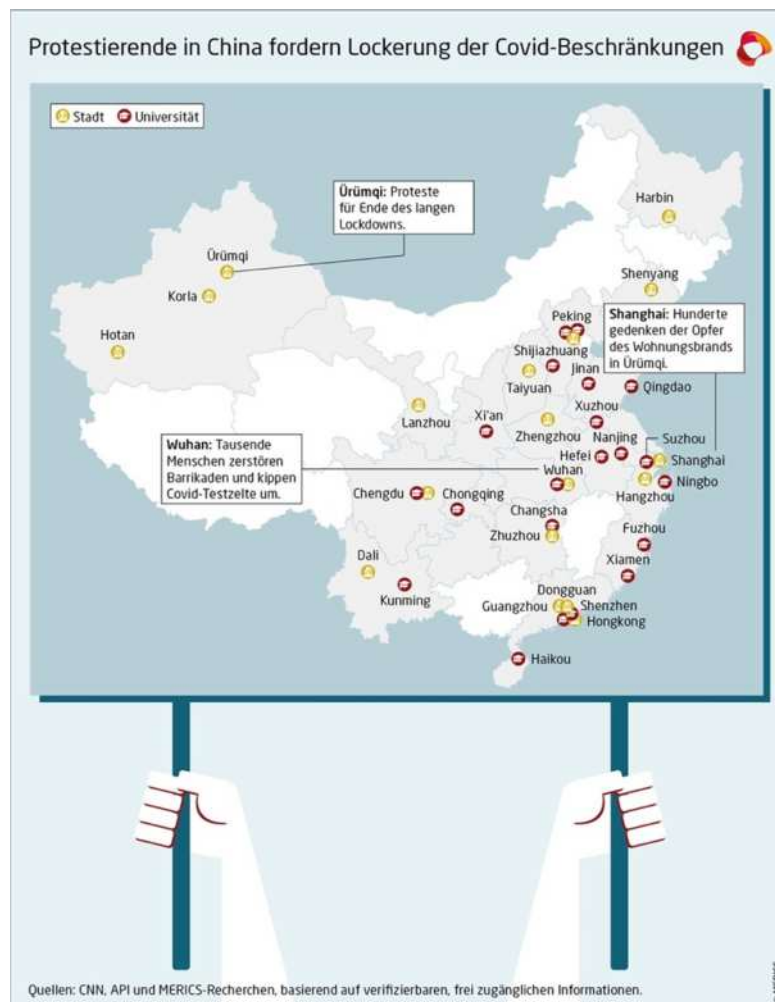 Protestierende in China fordern Lockerung der Covid-Beschränkungen
Stadt
Universität
Ürümqi: Proteste
für Ende des langen
Lockdowns.
Harbin
Ürümqi
Shenyang
Korla
Peking
Shanghai: Hunderte
gedenken der Opfer
des Wohnungsbrands
in Ürümqi.
Hotan
Shijiazhuang
Jinan
Taiyuan
Qingdao
Lanzhou
Xi'an
Xuzhou
Zhengzhou
Nanjing
Suzhou
Wuhan: Tausende
Menschen zerstören
Barrikaden und kippen
Covid-Testzelte um.
Hefei
Shanghai
Wuhan
Ningbo
Chengdu
Chongqing
Hangzhou
Changsha
Zhuzhou
Fuzhou
Dali
Xiamen
Kunming
Dongguan
Guangzhou
Shenzhen
Hongkong
Haikou
Quellen: CNN, API und MERICS-Recherchen, basierend auf verifizierbaren, frei zugänglichen Informationen.